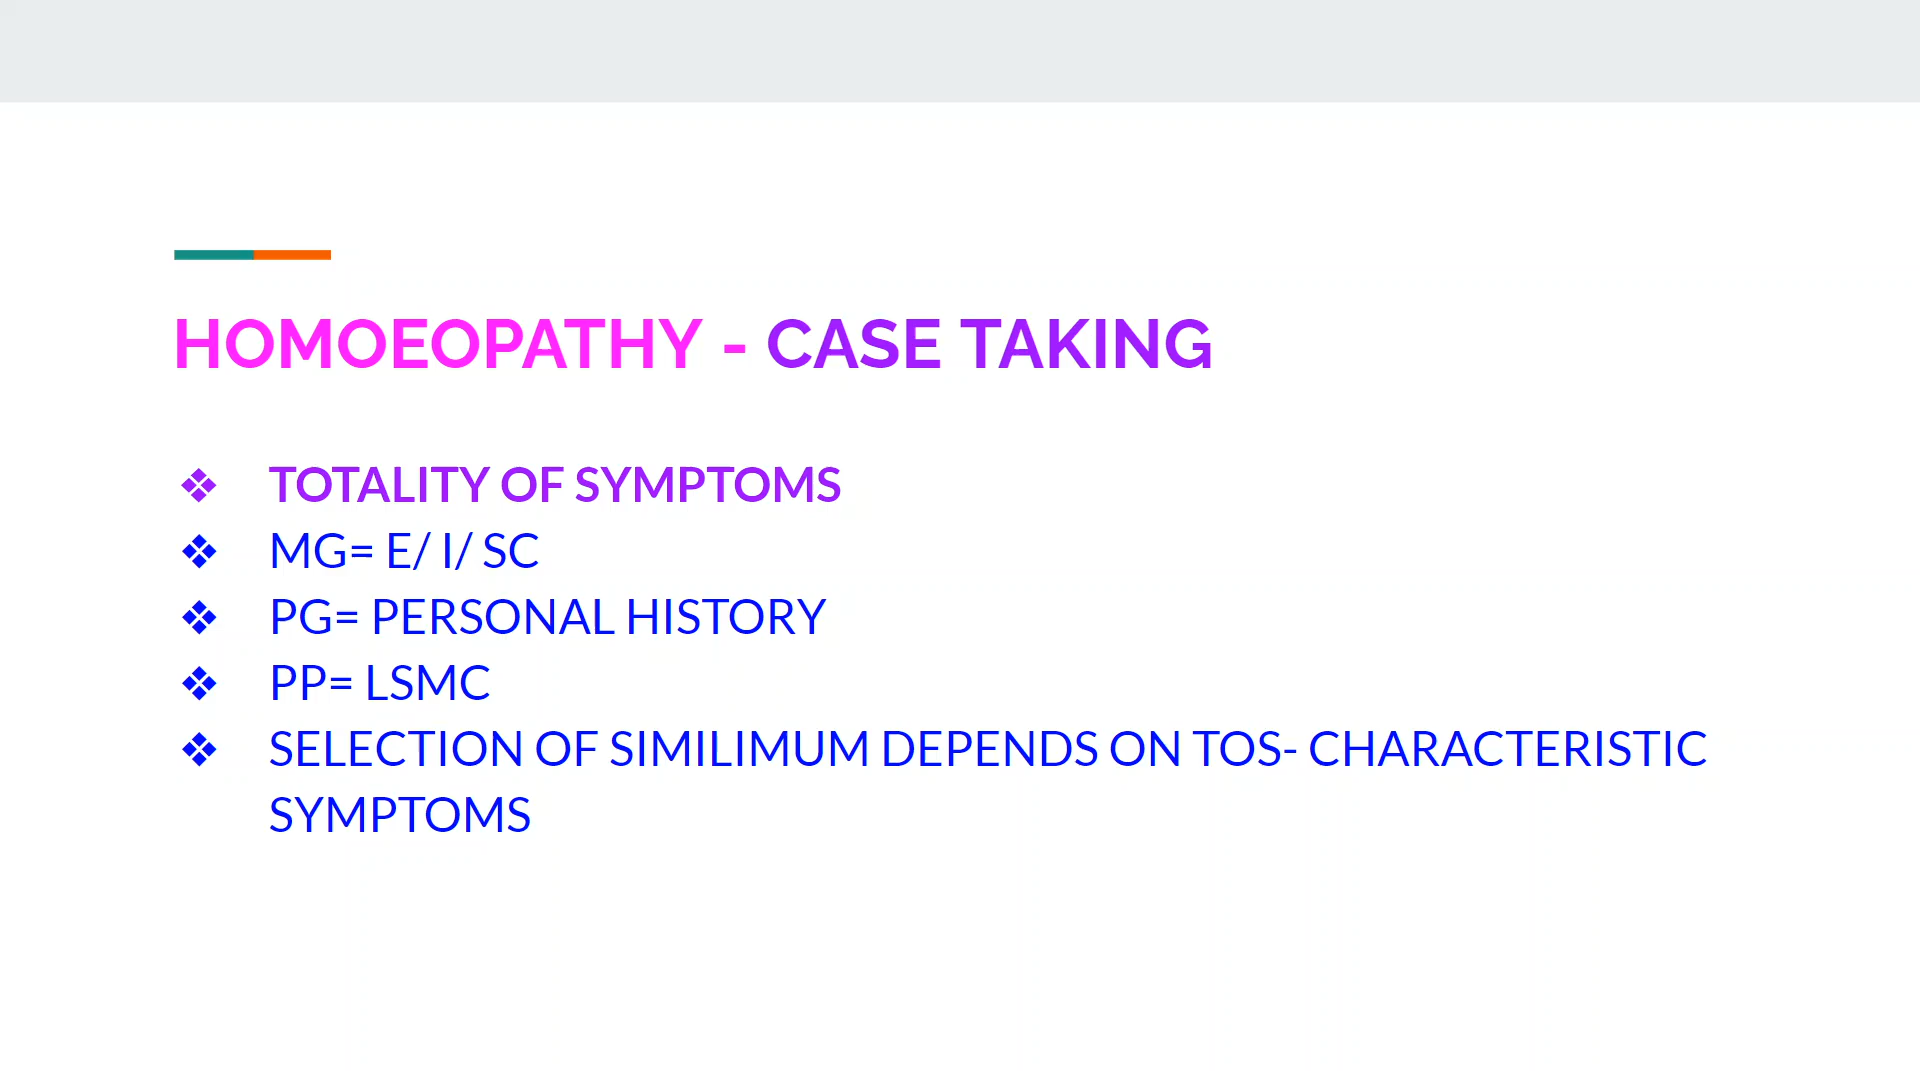 HOMOEOPATHY - CASE TAKING
❖ TOTALITY OF SYMPTOMS
❖ MG= E/ I/ SC
❖ PG= PERSONAL HISTORY
❖ PP= LSMC
❖ SELECTION OF SIMILIMUM DEPENDS ON TOS- CHARACTERISTIC
SYMPTOMS